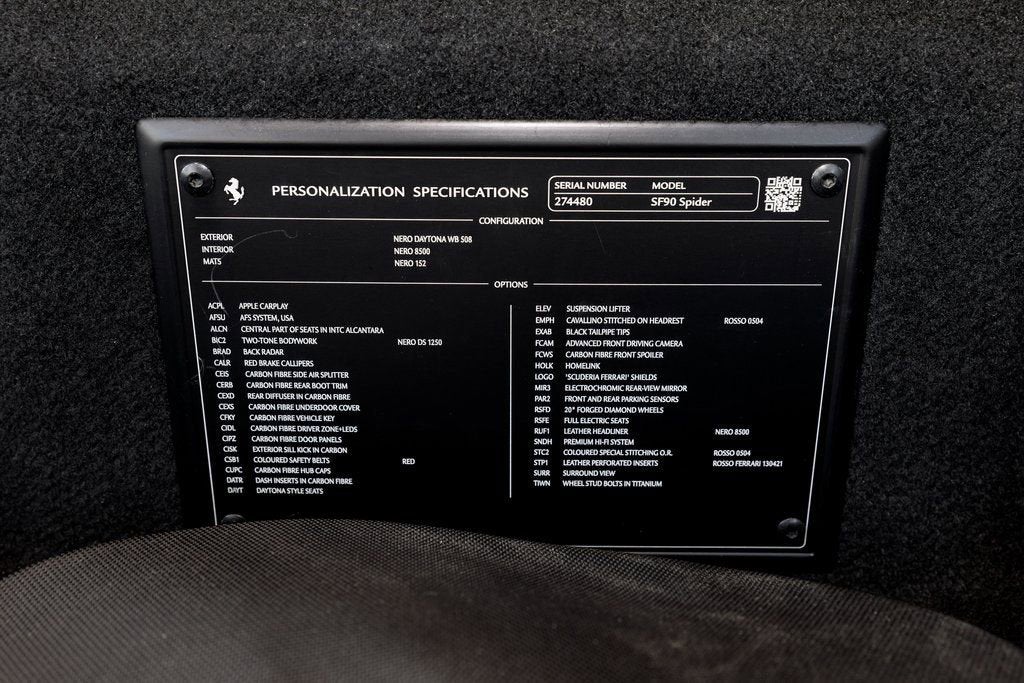 PERSONALIZATION SPECIFICATIONS
SERIAL NUMBER MODEL
274480 SF90 Spider
CONFIGURATION
EXTERIOR NERO DAYTONA WB 508
INTERIOR NERO 8500
MATS NERO 152
OPTIONS
ACPL APPLE CARPLAY
AFSU AFS SYSTEM, USA
ALCN CENTRAL PART OF SEATS IN INTC ALCANTARA
BIC2 TWO-TONE BODYWORK NERO DS 1250
BRAD BACK RADAR
CALR RED BRAKE CALLIPERS
CEIS CARBON FIBRE SIDE AIR SPLITTER
CERB CARBON FIBRE REAR BOOT TRIM
CEXD REAR DIFFUSER IN CARBON FIBRE
CEXS CARBON FIBRE UNDERDOOR COVER
CFKY CARBON FIBRE VEHICLE KEY
CIDL CARBON FIBRE DRIVER ZONE+LEDS
CIPZ CARBON FIBRE DOOR PANELS
CISK EXTERIOR SILL KICK IN CARBON
CSB1 COLOURED SAFETY BELTS RED
CUPC CARBON FIBRE HUB CAPS
DATR DASH INSERTS IN CARBON FIBRE
DAYT DAYTONA STYLE SEATS
ELEV SUSPENSION LIFTER
EMPH CAVALLINO STITCHED ON HEADREST ROSSO 0504
EXAB BLACK TAILPIPE TIPS
FCAM ADVANCED FRONT DRIVING CAMERA
FCWS CARBON FIBRE FRONT SPOILER
HOLK HOMELINK
LOGO 'SCUDERIA FERRARI' SHIELDS
MIR3 ELECTROCHROMIC REAR-VIEW MIRROR
PAR2 FRONT AND REAR PARKING SENSORS
RSFD 20" FORGED DIAMOND WHEELS
RSFE FULL ELECTRIC SEATS
RUF1 LEATHER HEADLINER NERO 8500
SNDH PREMIUM HI-FI SYSTEM
STC2 COLOURED SPECIAL STITCHING O.R. ROSSO 0504
STP1 LEATHER PERFORATED INSERTS ROSSO FERRARI 130421
SURR SURROUND VIEW
TIWN WHEEL STUD BOLTS IN TITANIUM